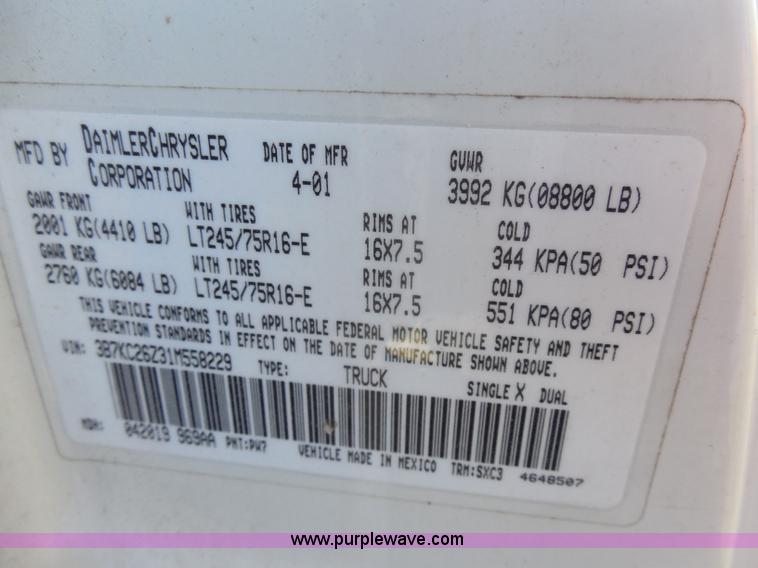 MFD BY DAIMLERCHRYSLER CORPORATION DATE OF MFR 4-01 GVWR 3992 KG(08800 LB)
GAWR FRONT WITH TIRES RIMS AT COLD
2001 KG(4410 LB) LT245/75R16-E 16X7.5 344 KPA(50 PSI)
GAWR REAR WITH TIRES RIMS AT COLD
2760 KG(6084 LB) LT245/75R16-E 16X7.5 551 KPA(80 PSI)
THIS VEHICLE CONFORMS TO ALL APPLICABLE FEDERAL MOTOR VEHICLE SAFETY AND THEFT
PREVENTION STANDARDS IN EFFECT ON THE DATE OF MANUFACTURE SHOWN ABOVE.
VIN: 3B7KC26Z31M558229 TYPE: TRUCK SINGLE X DUAL
MDH: 042019 969AA PNT:PW7 VEHICLE MADE IN MEXICO TRM:SXC3 4648507
www.purplewave.com